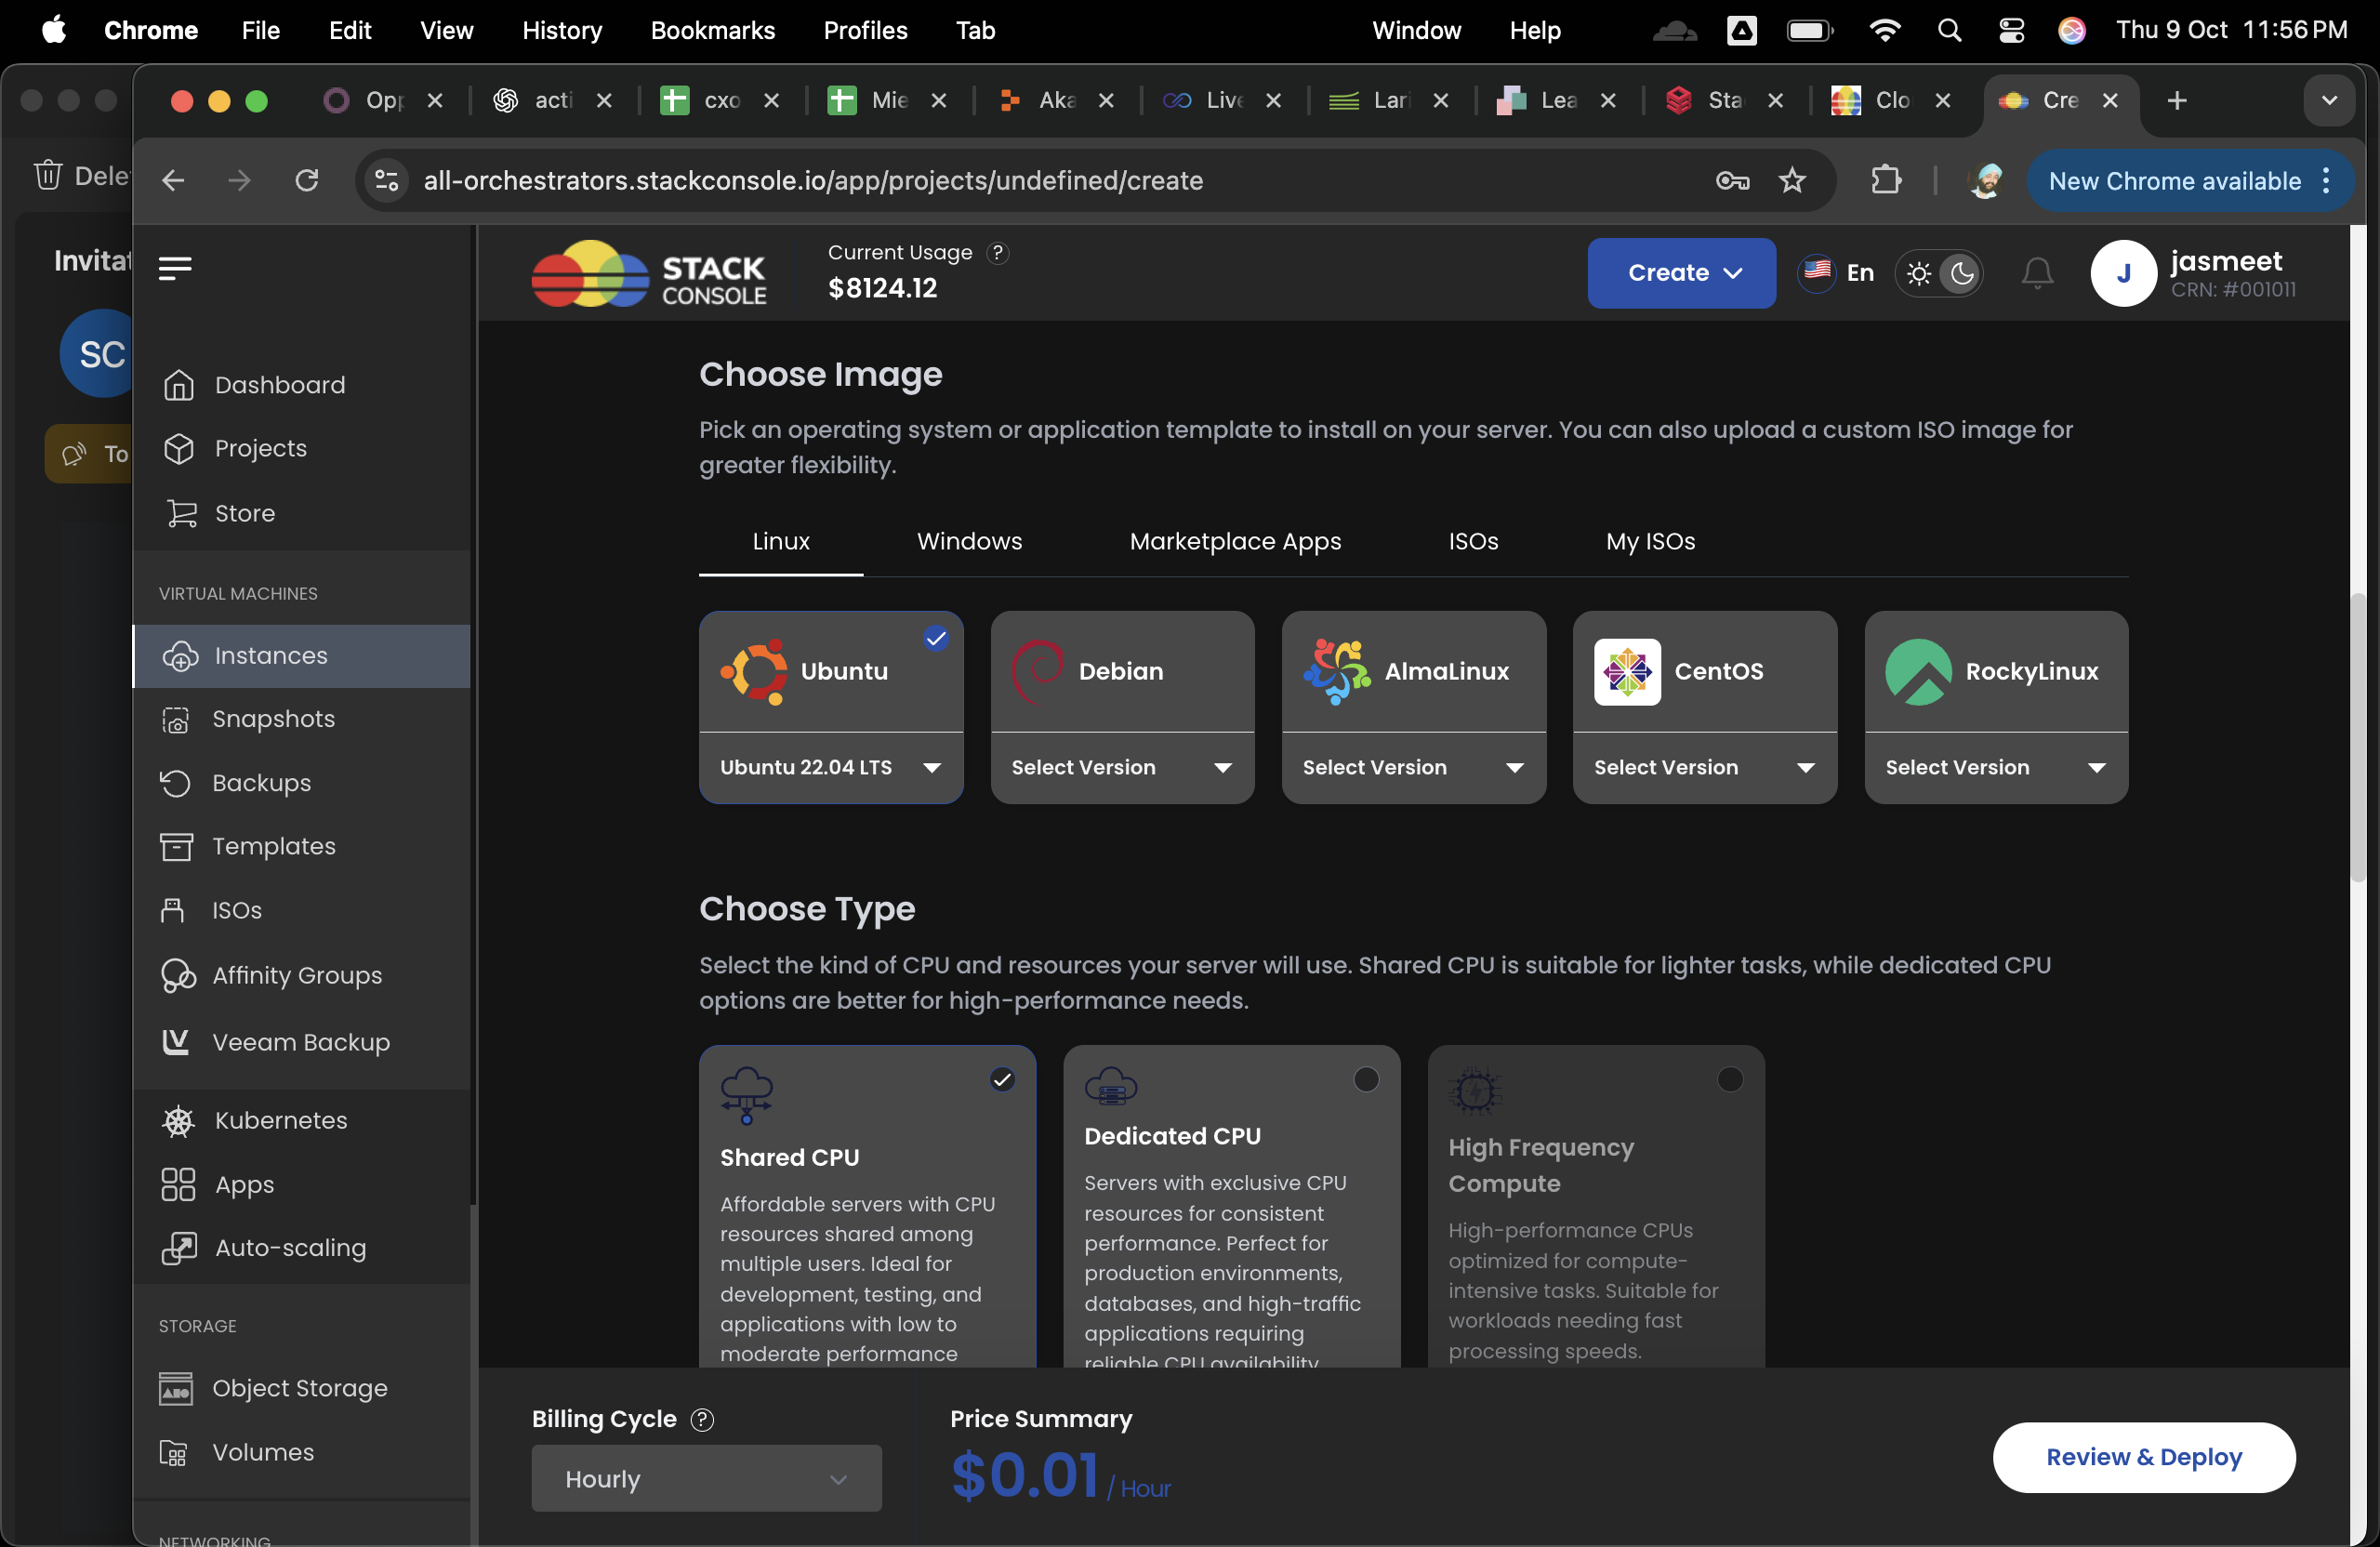 Chrome File Edit View History Bookmarks Profiles Tab Window Help Thu 9 Oct 11:56 PM
Opp acti cxo Mie Aka Live Lari Lea Sta Clo Cre
Dele
all-orchestrators.stackconsole.io/app/projects/undefined/create
New Chrome available
Invitat
SC
To
STACK
CONSOLE
Current Usage ?
$8124.12
Create
En
J
jasmeet
CRN: #001011
Dashboard
Projects
Store
VIRTUAL MACHINES
Instances
Snapshots
Backups
Templates
ISOs
Affinity Groups
Veeam Backup
Kubernetes
Apps
Auto-scaling
STORAGE
Object Storage
Volumes
NETWORKING
Choose Image
Pick an operating system or application template to install on your server. You can also upload a custom ISO image for
greater flexibility.
Linux Windows Marketplace Apps ISOs My ISOs
Ubuntu
Ubuntu 22.04 LTS
Debian
Select Version
AlmaLinux
Select Version
CentOS
Select Version
RockyLinux
Select Version
Choose Type
Select the kind of CPU and resources your server will use. Shared CPU is suitable for lighter tasks, while dedicated CPU
options are better for high-performance needs.
Shared CPU
Affordable servers with CPU
resources shared among
multiple users. Ideal for
development, testing, and
applications with low to
moderate performance
Dedicated CPU
Servers with exclusive CPU
resources for consistent
performance. Perfect for
production environments,
databases, and high-traffic
applications requiring
reliable CPU availability
High Frequency
Compute
High-performance CPUs
optimized for compute-
intensive tasks. Suitable for
workloads needing fast
processing speeds.
Billing Cycle ?
Hourly
Price Summary
$0.01 / Hour
Review & Deploy